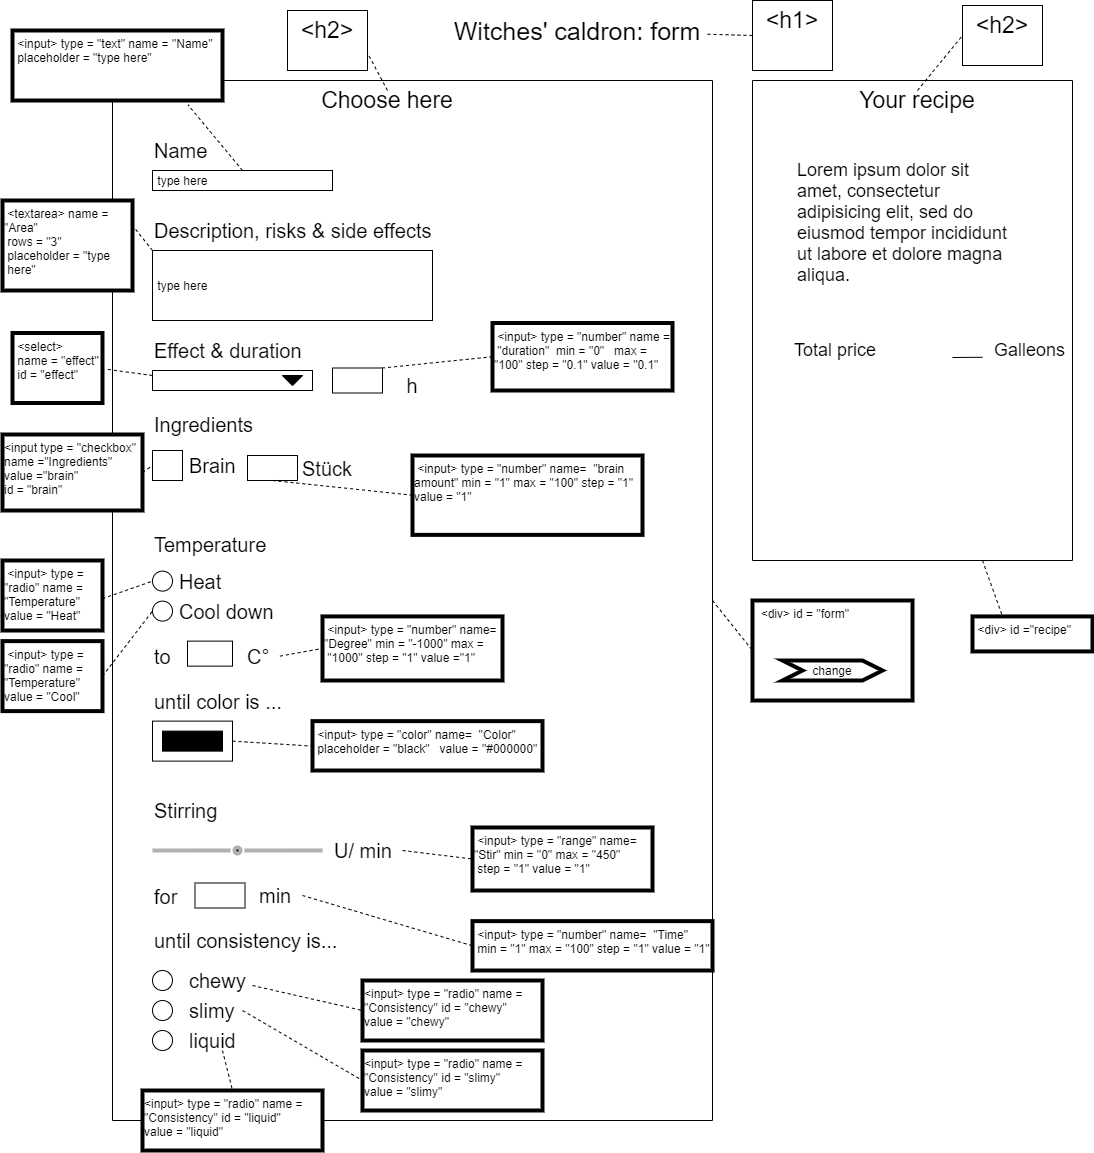 <h2>
Witches' caldron: form
<h1>
<h2>
<input> type = "text" name = "Name"
placeholder = "type here"
Choose here
Your recipe
Name
type here
<textarea> name =
"Area"
rows = "3"
placeholder = "type
here"
Description, risks & side effects
type here
<select>
name = "effect"
id = "effect"
Effect & duration
h
<input> type = "number" name =
"duration"  min = "0"   max =
"100" step = "0.1" value = "0.1"
Ingredients
<input type = "checkbox"
name ="Ingredients"
value ="brain"
id = "brain"
Brain
Stück
<input> type = "number" name=  "brain
amount" min = "1" max = "100" step = "1"
value = "1"
Temperature
<input> type =
"radio" name =
"Temperature"
value = "Heat"
Heat
Cool down
<input> type =
"radio" name =
"Temperature"
value = "Cool"
to
C°
<input> type = "number" name=
"Degree" min = "-1000" max =
"1000" step = "1" value ="1"
until color is ...
<input> type = "color" name=  "Color"
placeholder = "black"   value = "#000000"
Stirring
U/ min
<input> type = "range" name=
"Stir" min = "0" max = "450"
step = "1" value = "1"
for
min
<input> type = "number" name=  "Time"
min = "1" max = "100" step = "1" value = "1"
until consistency is...
chewy
<input> type = "radio" name =
"Consistency" id = "chewy"
value = "chewy"
slimy
<input> type = "radio" name =
"Consistency" id = "slimy"
value = "slimy"
liquid
<input> type = "radio" name =
"Consistency" id = "liquid"
value = "liquid"
Lorem ipsum dolor sit
amet, consectetur
adipisicing elit, sed do
eiusmod tempor incididunt
ut labore et dolore magna
aliqua.
Total price ___ Galleons
<div> id = "form"
change
<div> id ="recipe"